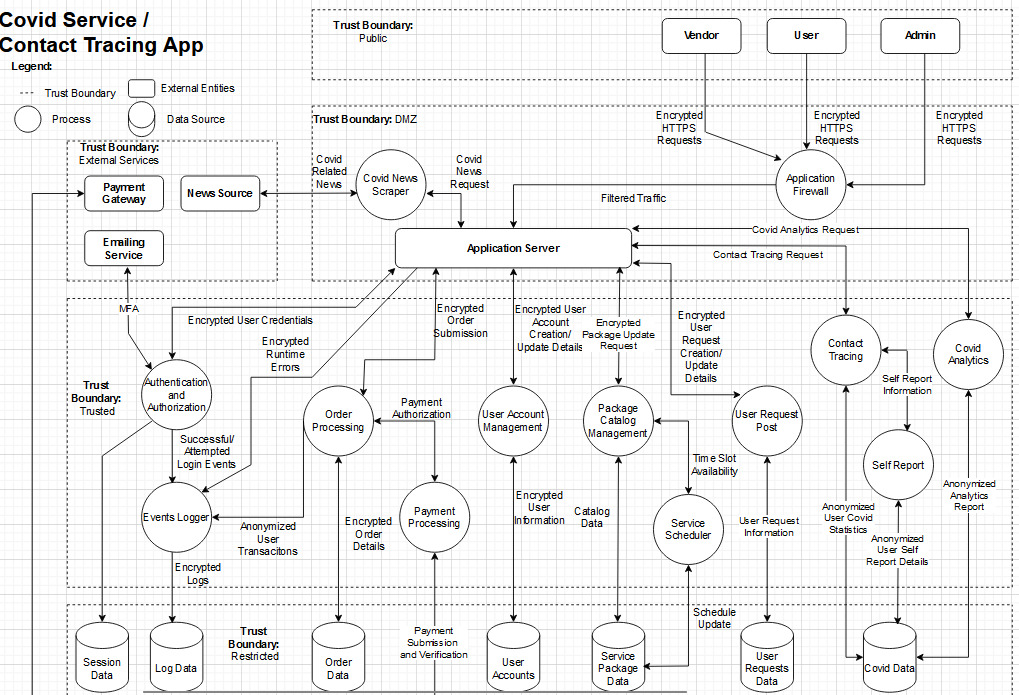 Covid Service /
Contact Tracing App
Legend:
Trust Boundary
External Entities
Process
Data Source
Trust Boundary:
Public
Vendor
User
Admin
Encrypted
HTTPS
Requests
Encrypted
HTTPS
Requests
Encrypted
HTTPS
Requests
Trust Boundary: DMZ
Trust Boundary:
External Services
Payment
Gateway
News Source
Emailing
Service
Covid
Related
News
Covid News
Scraper
Covid
News
Request
Application
Firewall
Filtered Traffic
Application Server
Covid Analytics Request
Contact Tracing Request
MFA
Encrypted User Credentials
Encrypted
Runtime
Errors
Encrypted
Order
Submission
Encrypted User
Account
Creation/
Update Details
Encrypted
Package Update
Request
Encrypted
User
Request
Creation/
Update
Details
Contact
Tracing
Covid
Analytics
Trust
Boundary:
Trusted
Authentication
and
Authorization
Order
Processing
Payment
Authorization
User Account
Management
Package
Catalog
Management
User Request
Post
Self Report
Information
Self Report
Successful/
Attempted
Login Events
Time Slot
Availability
Events Logger
Anonymized
User
Transacitons
Encrypted
Order
Details
Payment
Processing
Encrypted
User
Information
Catalog
Data
Service
Scheduler
User Request
Information
Anonymized
User Covid
Statistics
Anonymized
User Self
Report Details
Anonymized
Analytics
Report
Encrypted
Logs
Trust
Boundary:
Restricted
Payment
Submission
and Verification
Schedule
Update
Session
Data
Log Data
Order
Data
User
Accounts
Service
Package
Data
User
Requests
Data
Covid Data